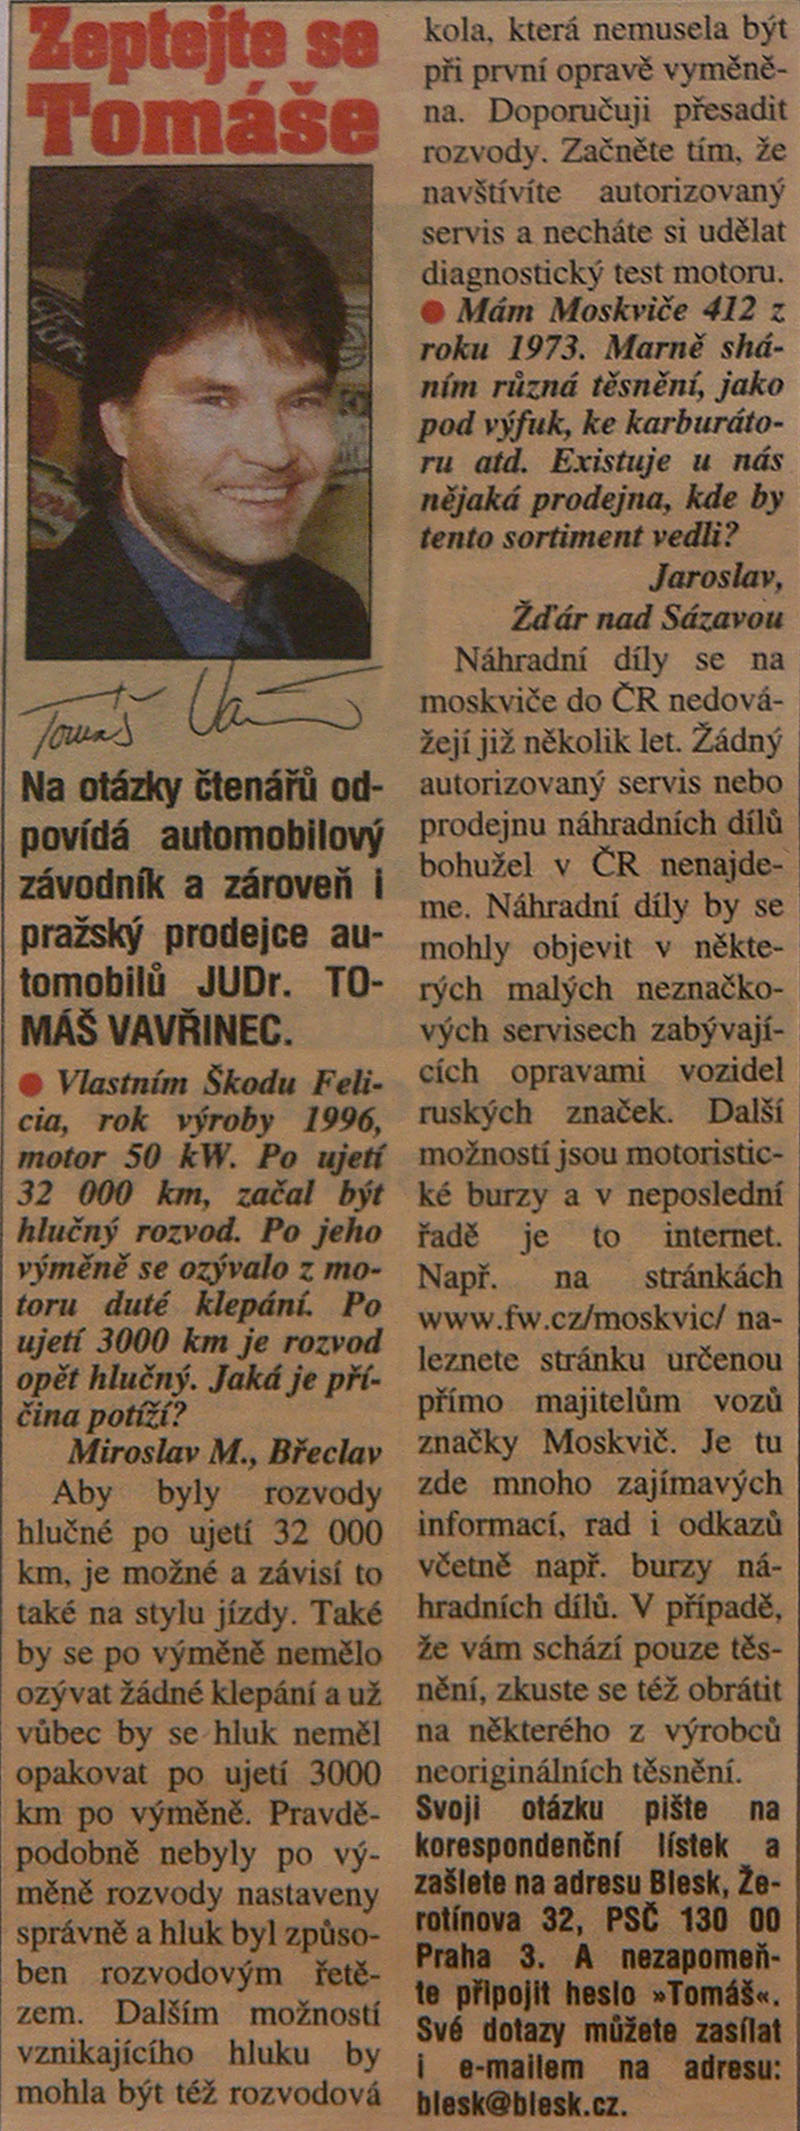 Zeptejte se
Tomáše
Tomáš
Na otázky čtenářů od-
povídá automobilový
závodník a zároveň i
pražský prodejce au-
tomobilů JUDr. TO-
MÁŠ VAVŘINEC.
● Vlastním Škodu Feli-
cia, rok výroby 1996,
motor 50 kW. Po ujetí
32 000 km, začal být
hlučný rozvod. Po jeho
výměně se ozývalo z mo-
toru duté klepání. Po
ujetí 3000 km je rozvod
opět hlučný. Jaká je pří-
čina potíží?
Miroslav M., Břeclav
Aby byly rozvody
hlučné po ujetí 32 000
km, je možné a závisí to
také na stylu jízdy. Také
by se po výměně nemělo
ozývat žádné klepání a už
vůbec by se hluk neměl
opakovat po ujetí 3000
km po výměně. Pravdě-
podobně nebyly po vý-
měně rozvody nastaveny
správně a hluk byl způso-
ben rozvodovým řetě-
zem. Dalším možností
vznikajícího hluku by
mohla být též rozvodová
kola, která nemusela být
při první opravě vyměně-
na. Doporučuji přesadit
rozvody. Začněte tím, že
navštívíte autorizovaný
servis a necháte si udělat
diagnostický test motoru.
● Mám Moskviče 412 z
roku 1973. Marně shá-
ním různá těsnění, jako
pod výfuk, ke karburáto-
ru atd. Existuje u nás
nějaká prodejna, kde by
tento sortiment vedli?
Jaroslav,
Žďár nad Sázavou
Náhradní díly se na
moskviče do ČR nedová-
žejí již několik let. Žádný
autorizovaný servis nebo
prodejnu náhradních dílů
bohužel v ČR nenajde-
me. Náhradní díly by se
mohly objevit v někte-
rých malých neznačko-
vých servisech zabývají-
cích opravami vozidel
ruských značek. Další
možností jsou motoristic-
ké burzy a v neposlední
řadě je to internet.
Např. na stránkách
www.fw.cz/moskvic/ na-
leznete stránku určenou
přímo majitelům vozů
značky Moskvič. Je tu
zde mnoho zajímavých
informací, rad i odkazů
včetně např. burzy ná-
hradních dílů. V případě,
že vám schází pouze těs-
nění, zkuste se též obrátit
na některého z výrobců
neoriginálních těsnění.
Svoji otázku pište na
korespondenční lístek a
zašlete na adresu Blesk, Že-
rotínova 32, PSČ 130 00
Praha 3. A nezapomeň-
te připojit heslo »Tomáš«.
Své dotazy můžete zasílat
i e-mailem na adresu:
blesk@blesk.cz.